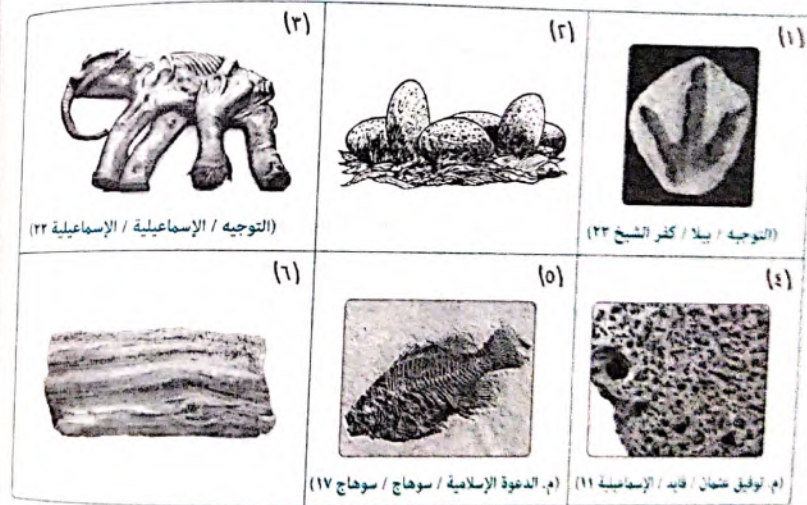 (١)
(التوجيه / بيلا / كفر الشيخ ٢٣)
(٢)
(٣)
(التوجيه / الإسماعيلية / الإسماعيلية ٢٢)
(٤)
(م. توفيق عثمان / فايد / الإسماعيلية ١١)
(٥)
(م. الدعوة الإسلامية / سوهاج / سوهاج ١٧)
(٦)